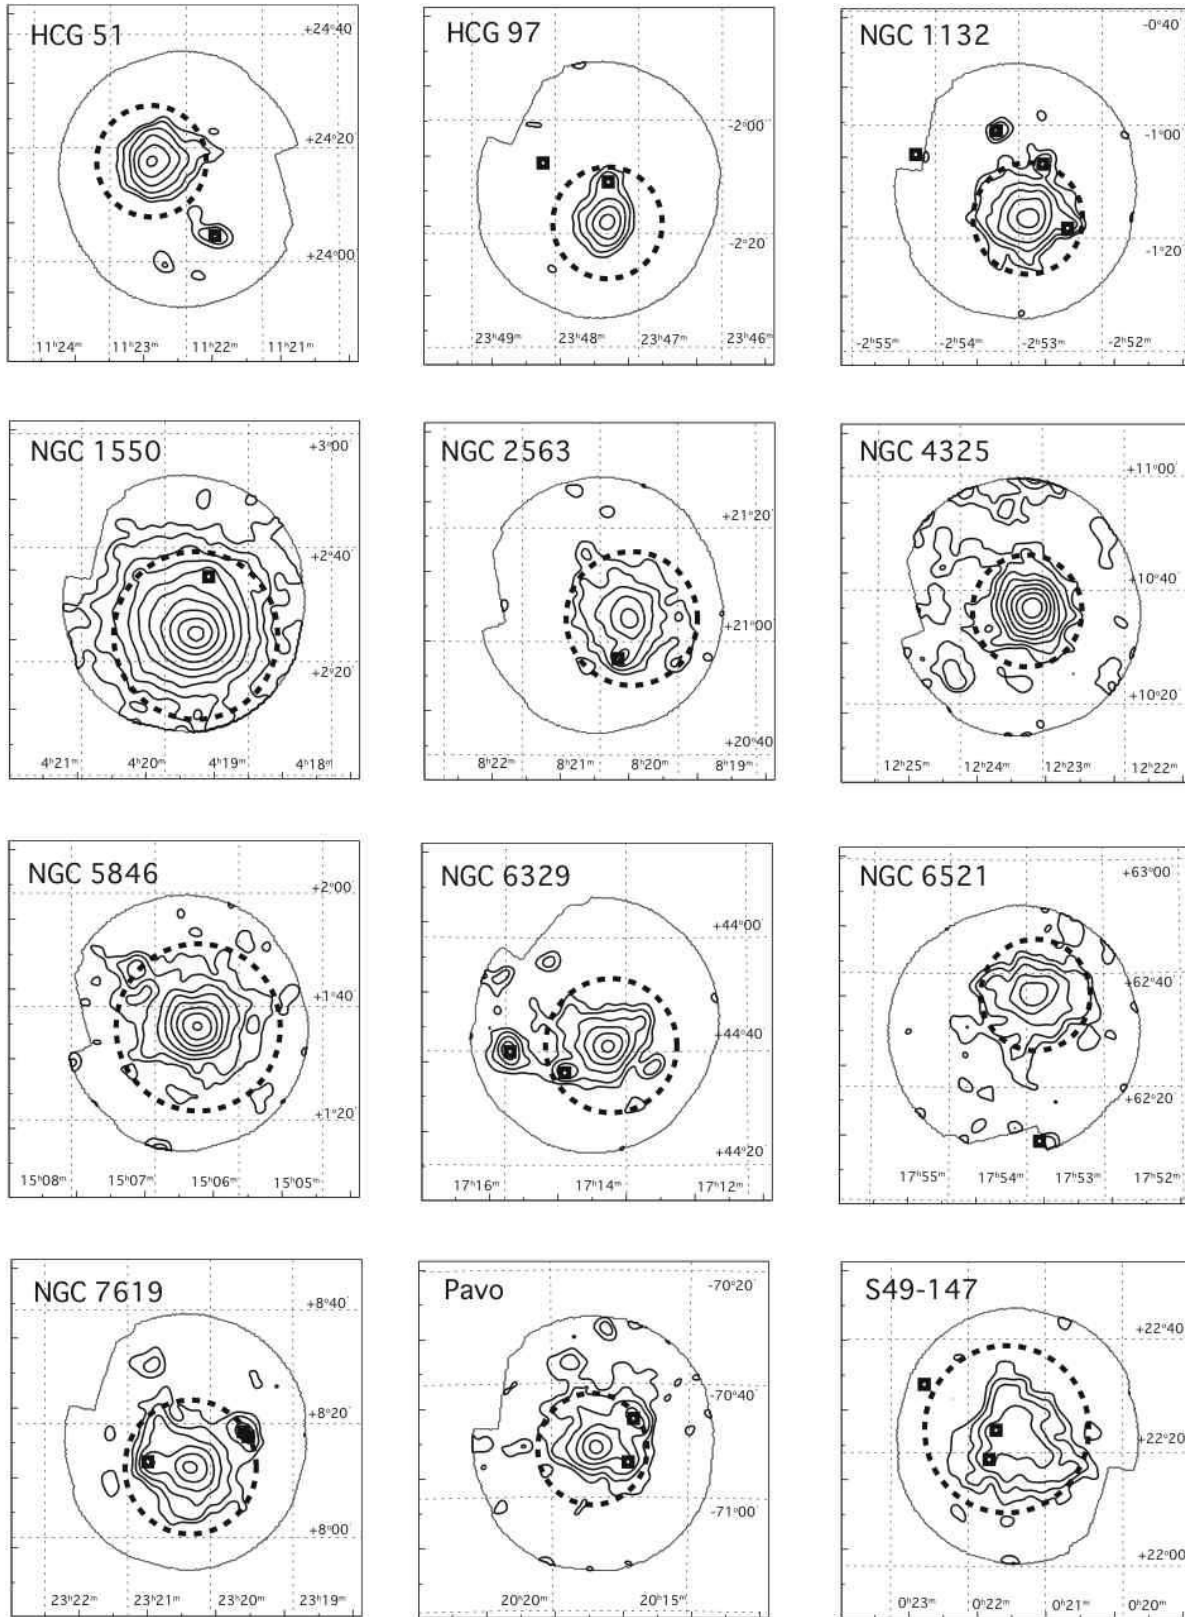 HCG 51
+24°40'
+24°20'
+24°00'
11ʰ24ᵐ 11ʰ23ᵐ 11ʰ22ᵐ 11ʰ21ᵐ
HCG 97
-2°00'
-2°20'
23ʰ49ᵐ 23ʰ48ᵐ 23ʰ47ᵐ 23ʰ46ᵐ
NGC 1132
-0°40'
-1°00'
-1°20'
-2ʰ55ᵐ -2ʰ54ᵐ -2ʰ53ᵐ -2ʰ52ᵐ
NGC 1550
+3°00'
+2°40'
+2°20'
4ʰ21ᵐ 4ʰ20ᵐ 4ʰ19ᵐ 4ʰ18ᵐ
NGC 2563
+21°20'
+21°00'
+20°40'
8ʰ22ᵐ 8ʰ21ᵐ 8ʰ20ᵐ 8ʰ19ᵐ
NGC 4325
+11°00'
+10°40'
+10°20'
12ʰ25ᵐ 12ʰ24ᵐ 12ʰ23ᵐ 12ʰ22ᵐ
NGC 5846
+2°00'
+1°40'
+1°20'
15ʰ08ᵐ 15ʰ07ᵐ 15ʰ06ᵐ 15ʰ05ᵐ
NGC 6329
+44°00'
+44°40'
+44°20'
17ʰ16ᵐ 17ʰ14ᵐ 17ʰ12ᵐ
NGC 6521
+63°00'
+62°40'
+62°20'
17ʰ55ᵐ 17ʰ54ᵐ 17ʰ53ᵐ 17ʰ52ᵐ
NGC 7619
+8°40'
+8°20'
+8°00'
23ʰ22ᵐ 23ʰ21ᵐ 23ʰ20ᵐ 23ʰ19ᵐ
Pavo
-70°20'
-70°40'
-71°00'
20ʰ20ᵐ 20ʰ15ᵐ
S49-147
+22°40'
+22°20'
+22°00'
0ʰ23ᵐ 0ʰ22ᵐ 0ʰ21ᵐ 0ʰ20ᵐ